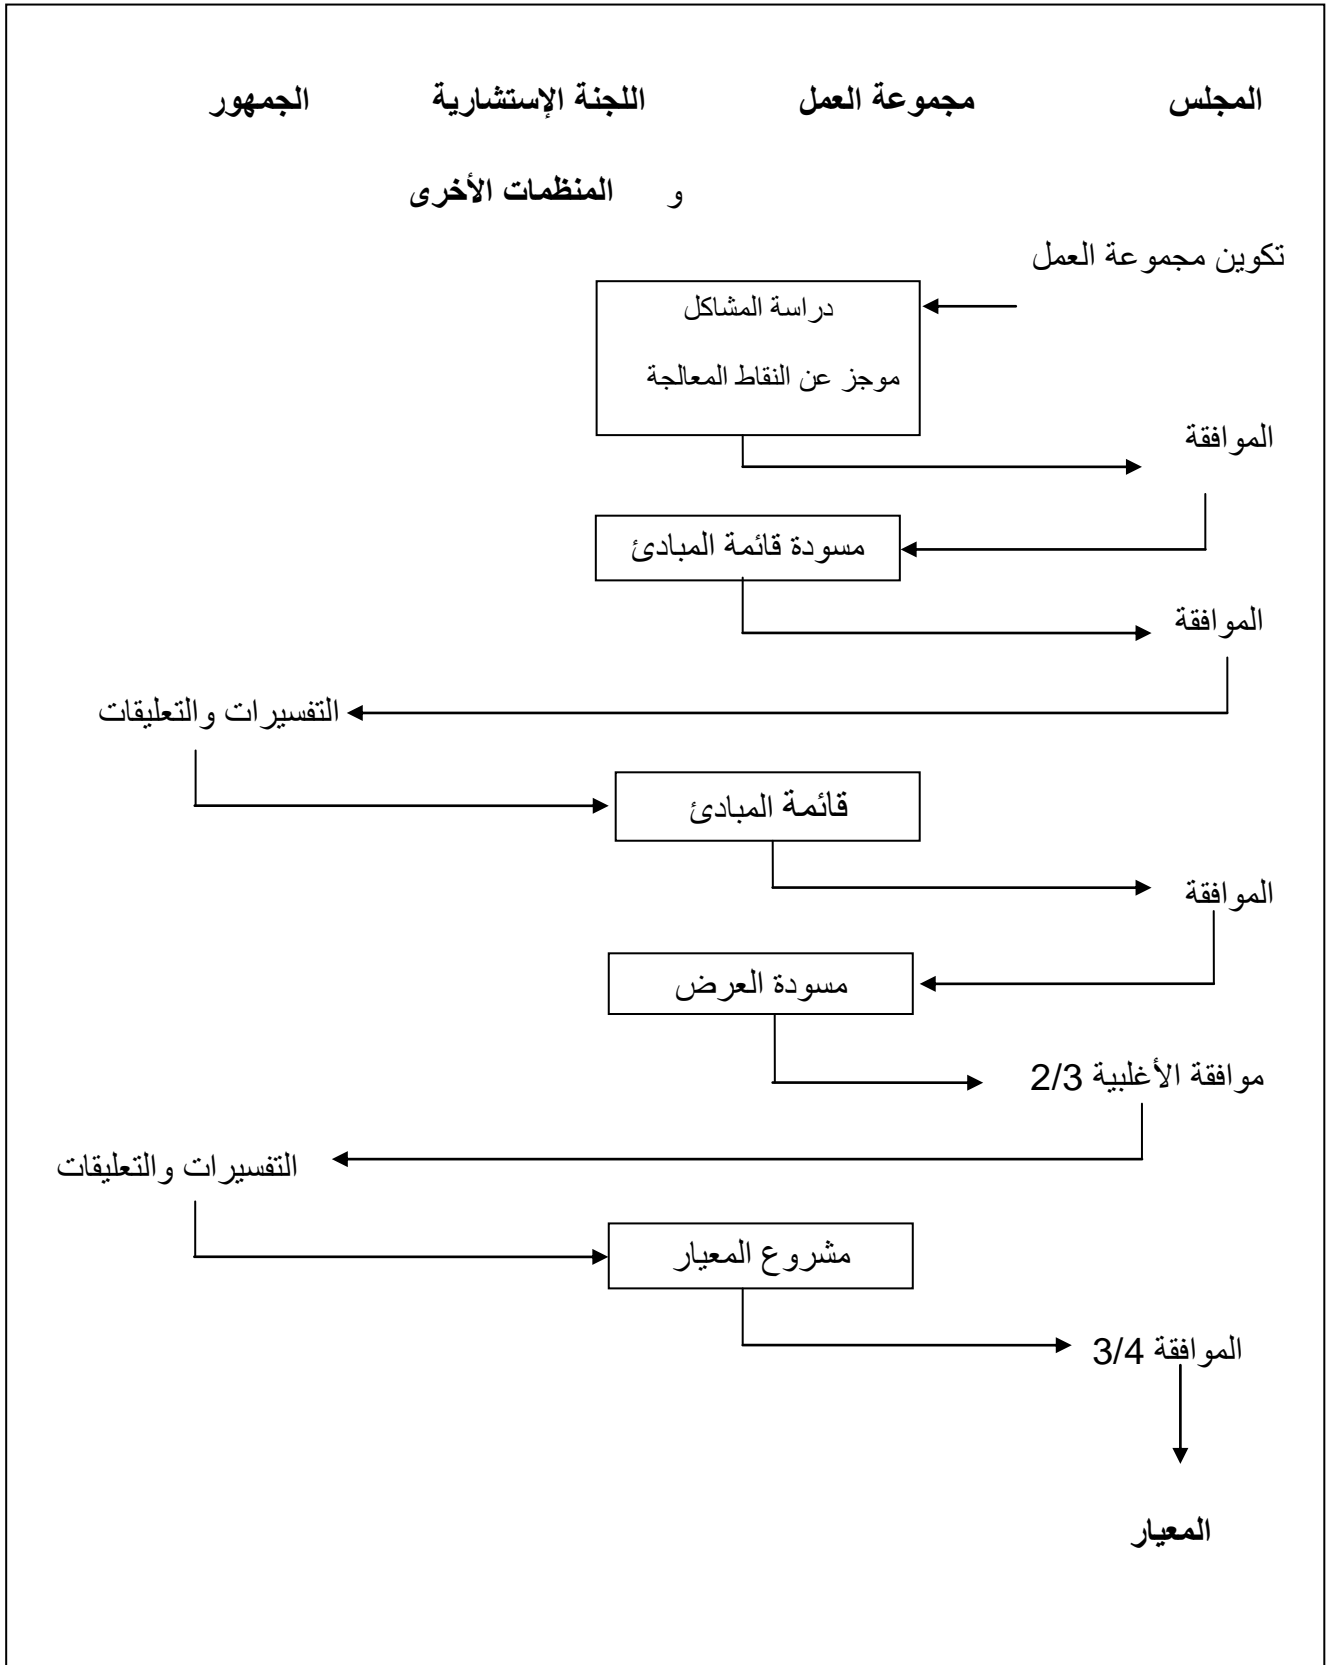 المجلس مجموعة العمل اللجنة الإستشارية الجمهور
و المنظمات الأخرى
تكوين مجموعة العمل
دراسة المشاكل
موجز عن النقاط المعالجة
الموافقة
مسودة قائمة المبادئ
الموافقة
التفسيرات والتعليقات
قائمة المبادئ
الموافقة
مسودة العرض
موافقة الأغلبية 2/3
التفسيرات والتعليقات
مشروع المعيار
الموافقة 3/4
المعيار